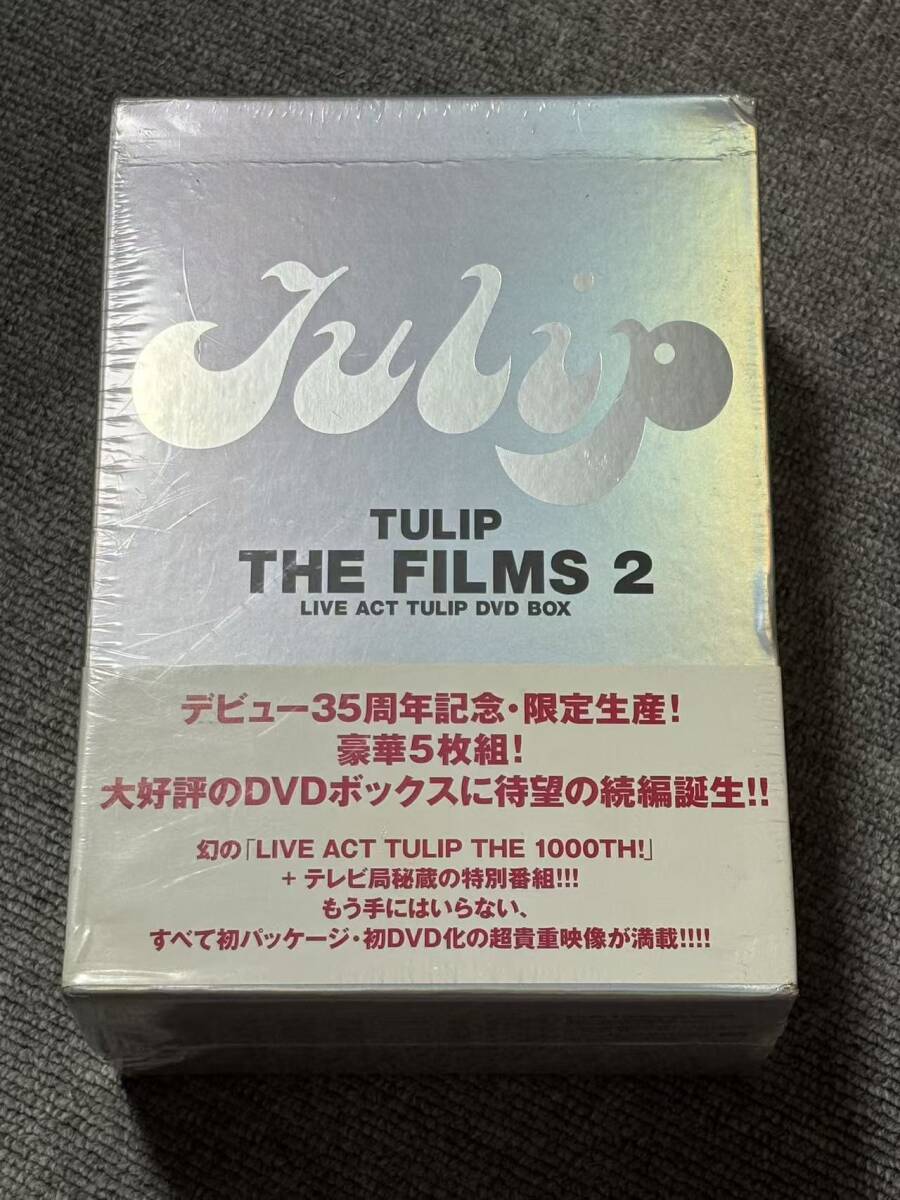 Tulip
TULIP
THE FILMS 2
LIVE ACT TULIP DVD BOX
デビュー35周年記念・限定生産!
豪華5枚組!
大好評のDVDボックスに待望の続編誕生!!
幻の「LIVE ACT TULIP THE 1000TH!」
+ テレビ局秘蔵の特別番組!!!
もう手にはいらない、
すべて初パッケージ・初DVD化の超貴重映像が満載!!!!